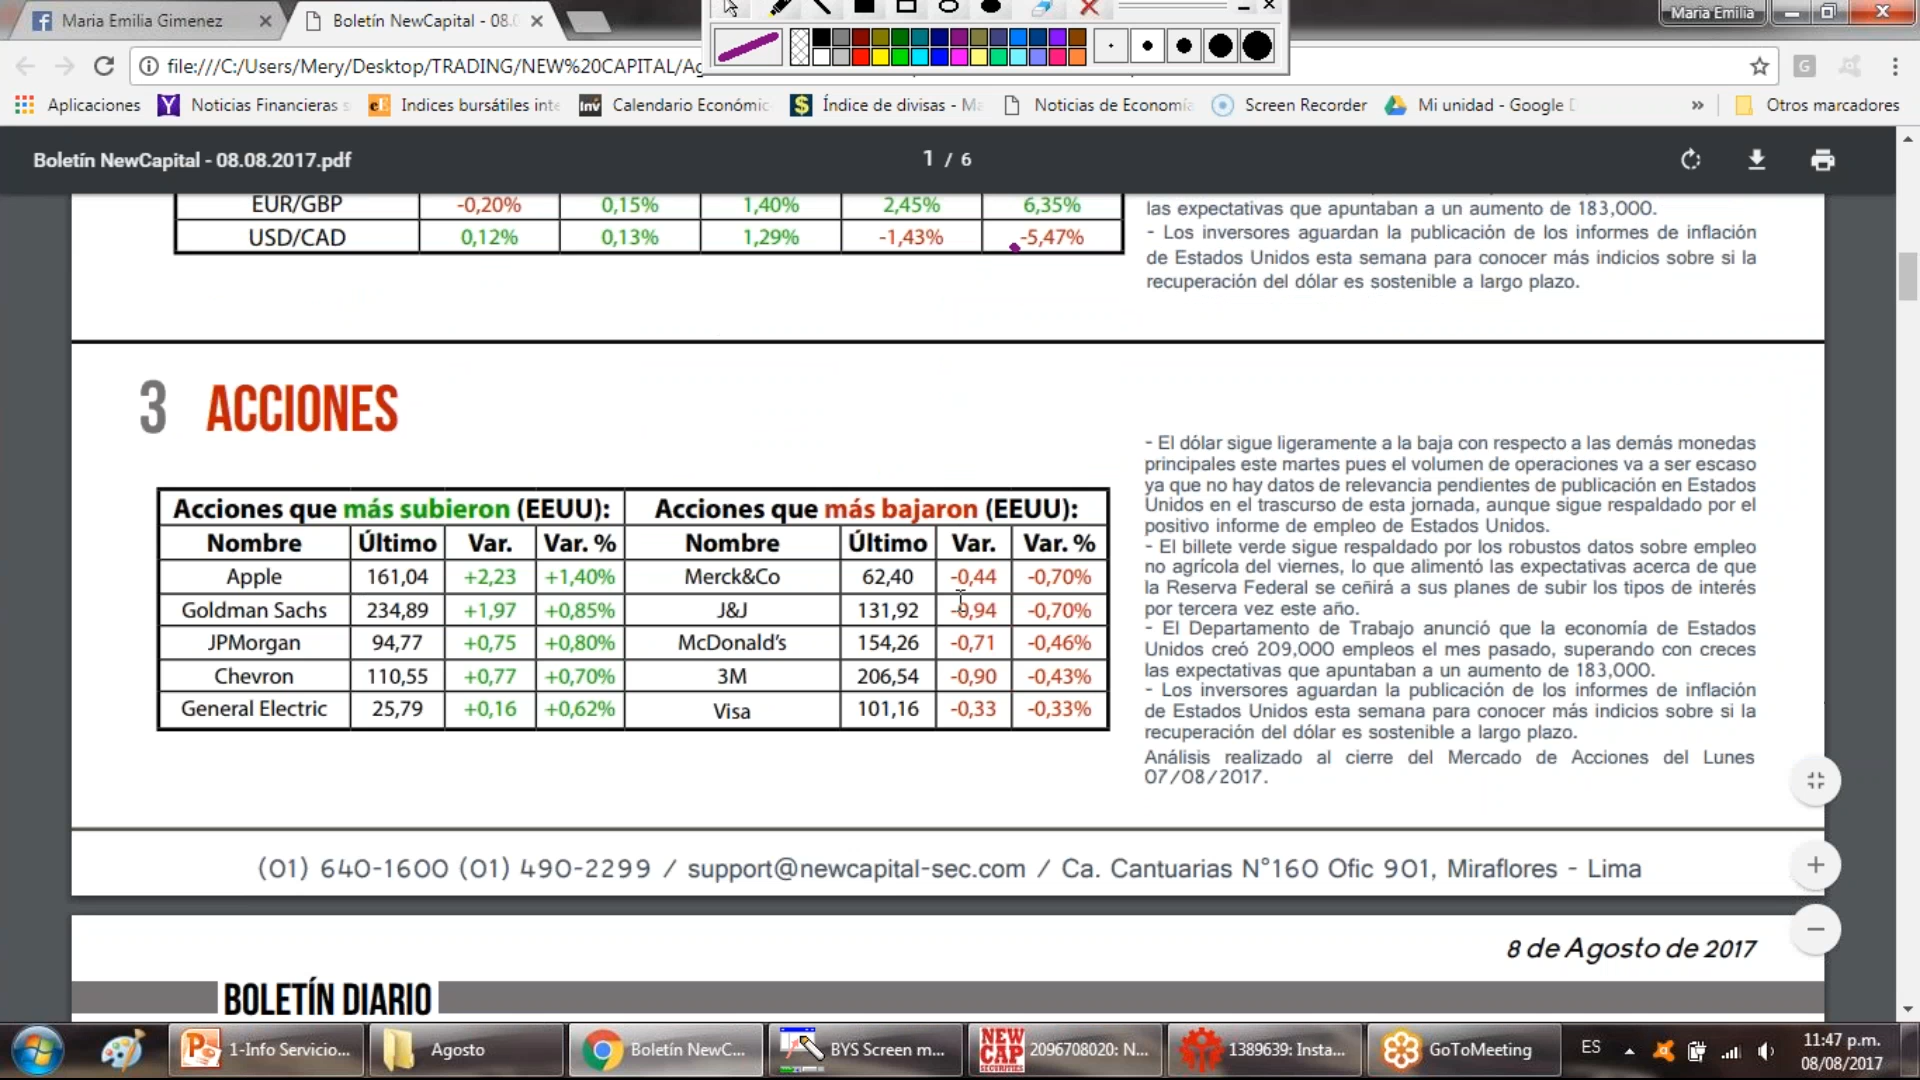 Maria Emilia Gimenez
Boletín NewCapital - 08.0
Maria Emilia
file:///C:/Users/Mery/Desktop/TRADING/NEW%20CAPITAL/Ag
Aplicaciones
Noticias Financieras s
Indices bursátiles inte
Calendario Económic
Índice de divisas - Ma
Noticias de Economía
Screen Recorder
Mi unidad - Google D
Otros marcadores
Boletín NewCapital - 08.08.2017.pdf
1 / 6
EUR/GBP -0,20% 0,15% 1,40% 2,45% 6,35%
USD/CAD 0,12% 0,13% 1,29% -1,43% -5,47%
las expectativas que apuntaban a un aumento de 183,000.
- Los inversores aguardan la publicación de los informes de inflación
de Estados Unidos esta semana para conocer más indicios sobre si la
recuperación del dólar es sostenible a largo plazo.
3 ACCIONES
Acciones que más subieron (EEUU): Acciones que más bajaron (EEUU):
Nombre Último Var. Var. % Nombre Último Var. Var. %
Apple 161,04 +2,23 +1,40% Merck&Co 62,40 -0,44 -0,70%
Goldman Sachs 234,89 +1,97 +0,85% J&J 131,92 -0,94 -0,70%
JPMorgan 94,77 +0,75 +0,80% McDonald's 154,26 -0,71 -0,46%
Chevron 110,55 +0,77 +0,70% 3M 206,54 -0,90 -0,43%
General Electric 25,79 +0,16 +0,62% Visa 101,16 -0,33 -0,33%
- El dólar sigue ligeramente a la baja con respecto a las demás monedas
principales este martes pues el volumen de operaciones va a ser escaso
ya que no hay datos de relevancia pendientes de publicación en Estados
Unidos en el trascurso de esta jornada, aunque sigue respaldado por el
positivo informe de empleo de Estados Unidos.
- El billete verde sigue respaldado por los robustos datos sobre empleo
no agrícola del viernes, lo que alimentó las expectativas acerca de que
la Reserva Federal se ceñirá a sus planes de subir los tipos de interés
por tercera vez este año.
- El Departamento de Trabajo anunció que la economía de Estados
Unidos creó 209,000 empleos el mes pasado, superando con creces
las expectativas que apuntaban a un aumento de 183,000.
- Los inversores aguardan la publicación de los informes de inflación
de Estados Unidos esta semana para conocer más indicios sobre si la
recuperación del dólar es sostenible a largo plazo.
Análisis realizado al cierre del Mercado de Acciones del Lunes
07/08/2017.
(01) 640-1600 (01) 490-2299 / support@newcapital-sec.com / Ca. Cantuarias N°160 Ofic 901, Miraflores - Lima
8 de Agosto de 2017
BOLETÍN DIARIO
1-Info Servicio...
Agosto
Boletín NewC...
BYS Screen m...
NEW CAP SECURITIES
2096708020: N...
1389639: Insta...
GoToMeeting
ES
11:47 p.m.
08/08/2017